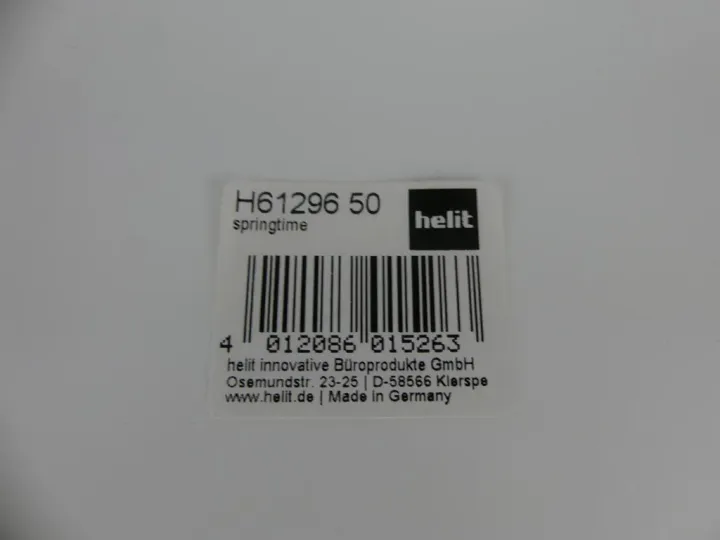 H61296 50
springtime
helit
4 012086 015263
helit innovative Büroprodukte GmbH
Osemundstr. 23-25 | D-58566 Kierspe
www.helit.de | Made in Germany